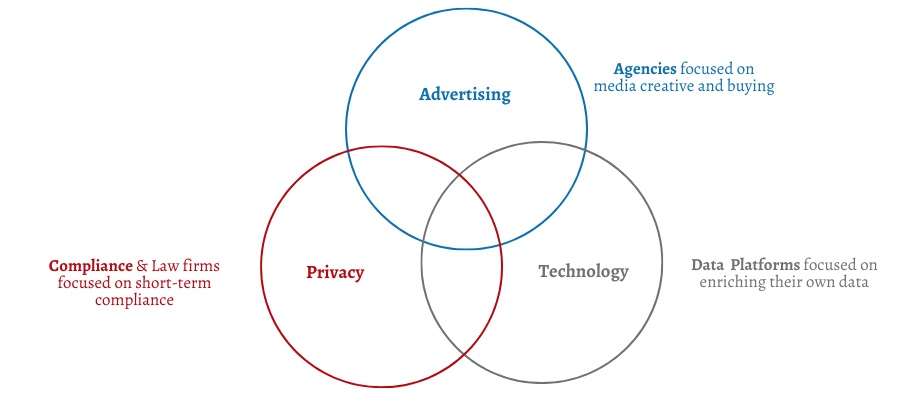 Advertising
Agencies focused on
media creative and buying
Compliance & Law firms
focused on short-term
compliance
Privacy
Technology
Data Platforms focused on
enriching their own data